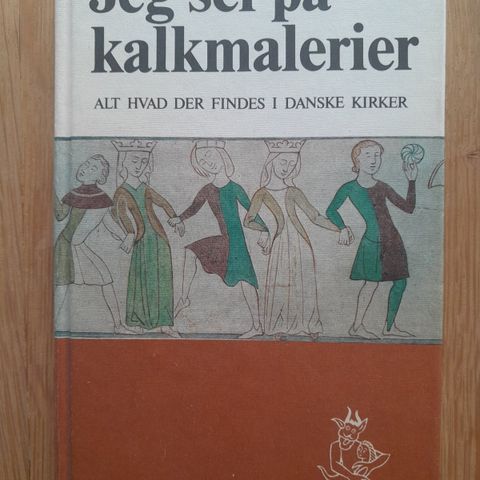 Jeg ser på
kalkmalerier
ALT HVAD DER FINDES I DANSKE KIRKER